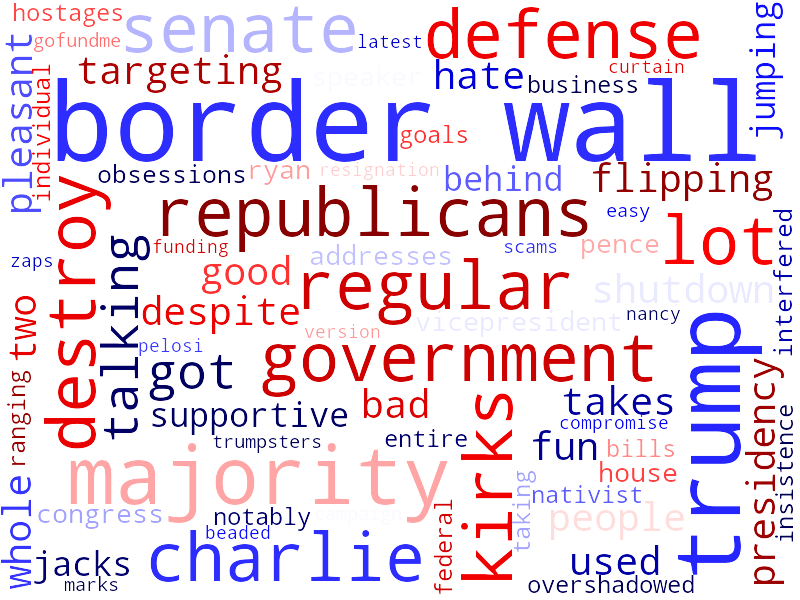 hostages
senate
defense
jumping
gofundme
latest
pleasant
targeting
speaker
hate
curtain
individual
business
border wall
goals
obsessions
ryan
resignation
behind
flipping
destroy
republicans
easy
lot
interfered
talking
funding
addresses
scams
pence
zaps
good
regular
shutdown
two
despite
vicepresident
nancy
trump
version
pelosi
government
got
ranging
supportive
bad
kirks
takes
presidency
compromise
trumpsters
entire
fun
bills
insistence
majority
house
whole
taking
nativist
congress
notably
campaign
people
federal
beaded
charlie
jacks
used
marks
overshadowed